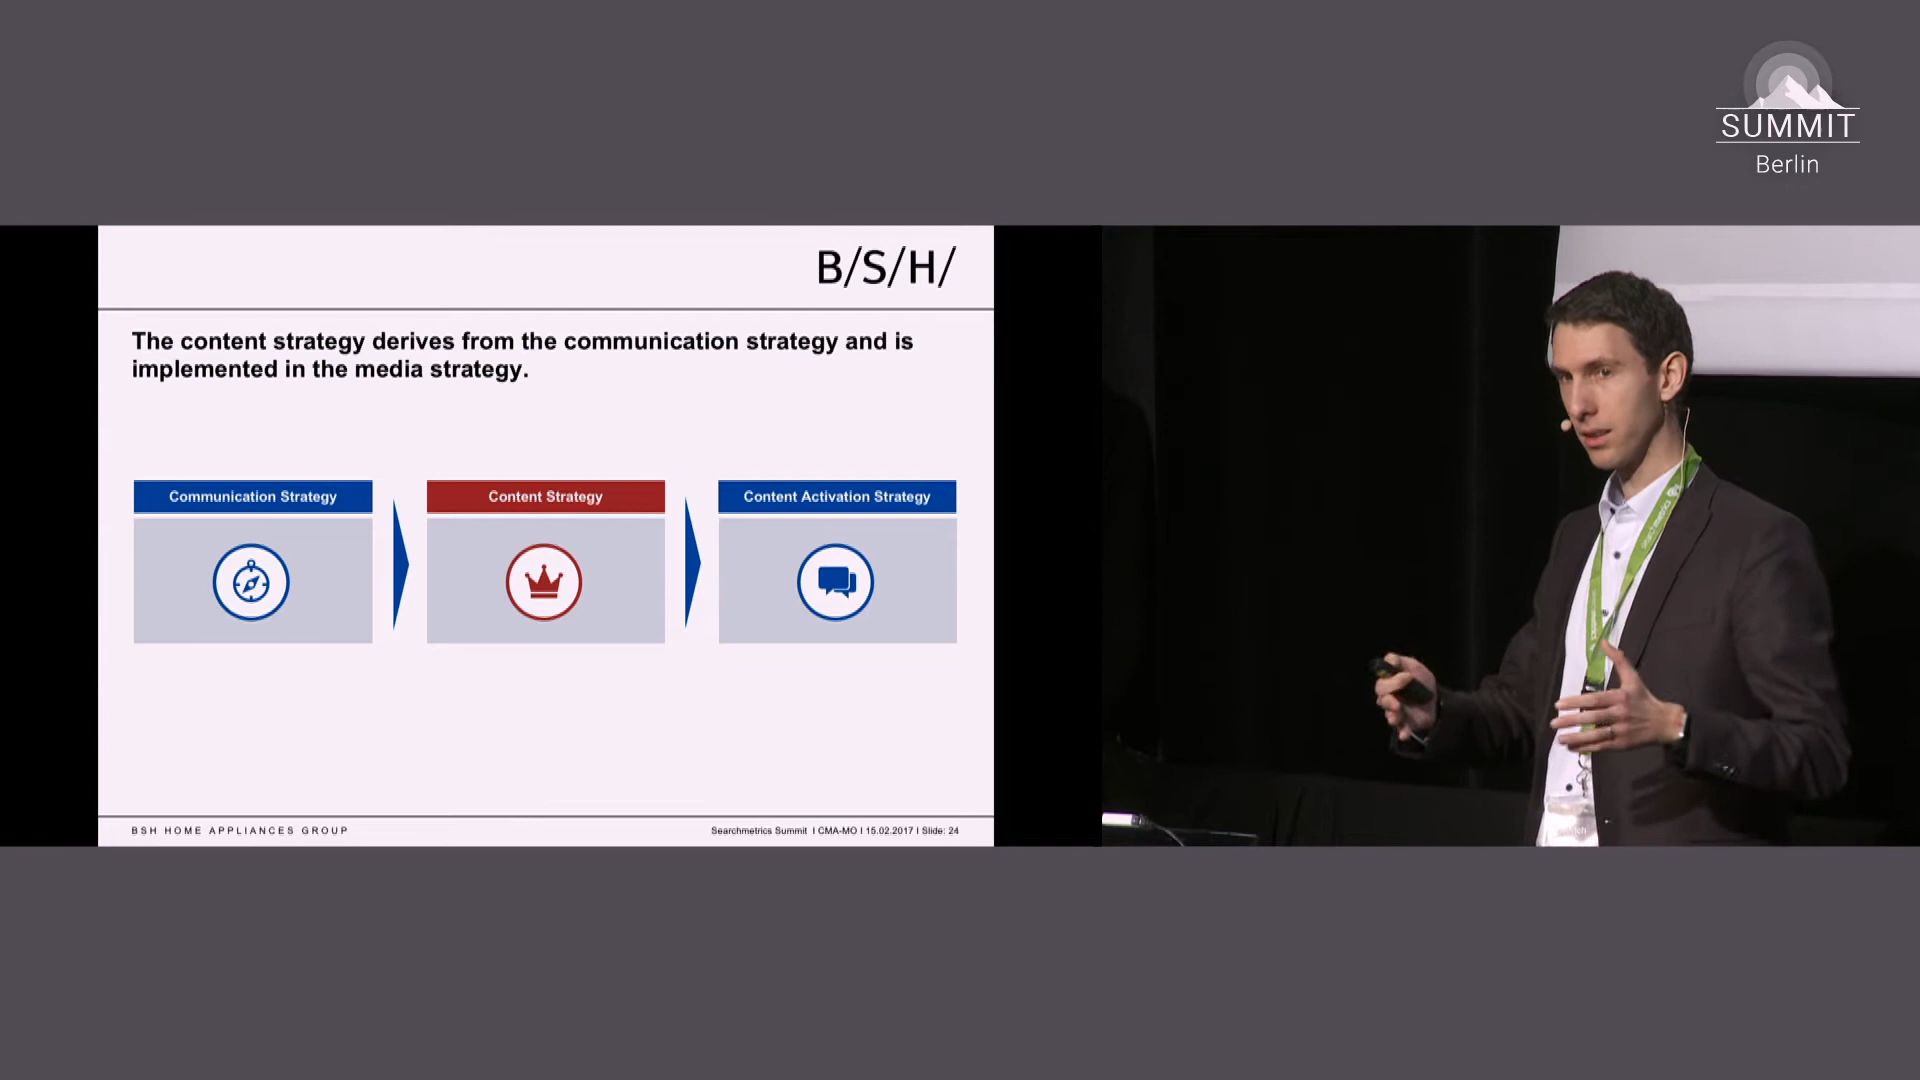 SUMMIT
Berlin
B/S/H/
The content strategy derives from the communication strategy and is
implemented in the media strategy.
Communication Strategy
Content Strategy
Content Activation Strategy
BSH HOME APPLIANCES GROUP
Searchmetrics Summit I CMA-MO I 15.02.2017 I Slide: 24